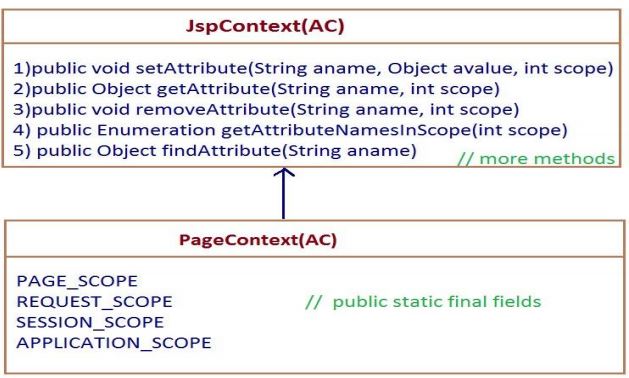 JspContext(AC)
1)public void setAttribute(String aname, Object avalue, int scope)
2)public Object getAttribute(String aname, int scope)
3)public void removeAttribute(String aname, int scope)
4) public Enumeration getAttributeNamesInScope(int scope)
5) public Object findAttribute(String aname)
// more methods
PageContext(AC)
PAGE_SCOPE
REQUEST_SCOPE // public static final fields
SESSION_SCOPE
APPLICATION_SCOPE